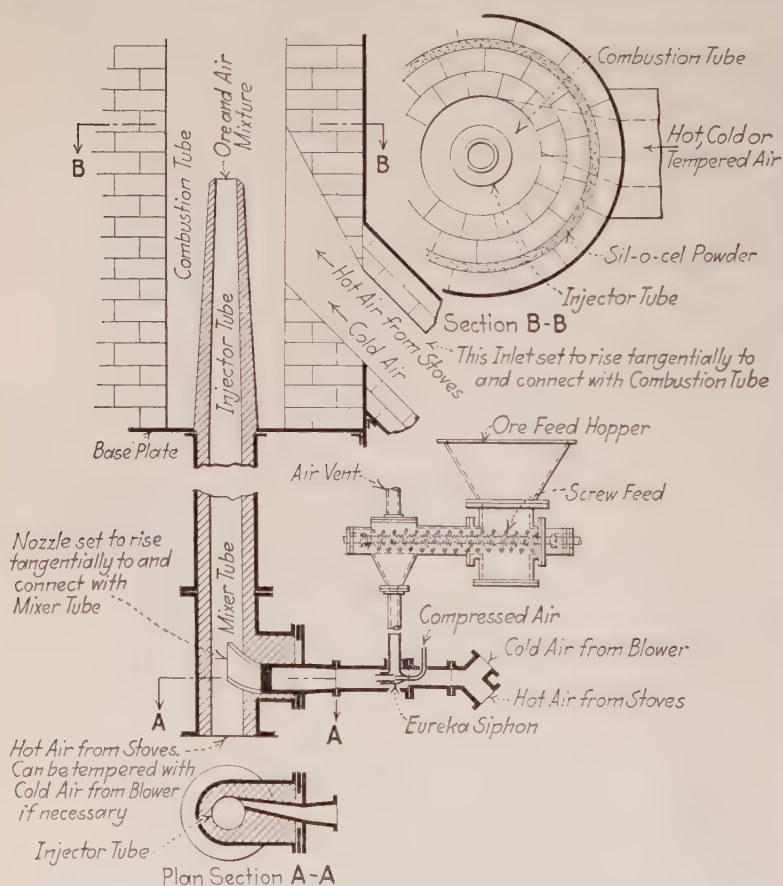 Combustion Tube
Ore and Air
Mixture
B
B
Combustion Tube
Hot, Cold or
Tempered Air
Sil-o-cel Powder
Injector Tube
Section B-B
Injector Tube
Hot Air from Stoves
Cold Air
This Inlet set to rise tangentially to
and connect with Combustion Tube
Base Plate
Ore Feed Hopper
Air Vent
Screw Feed
Nozzle set to rise
tangentially to and
connect with
Mixer Tube
Mixer Tube
Compressed Air
Cold Air from Blower
C
Hot Air from Stoves
Eureka Siphon
A
A
Hot Air from Stoves.
Can be tempered with
Cold Air from Blower
if necessary
Injector Tube
Plan Section A-A